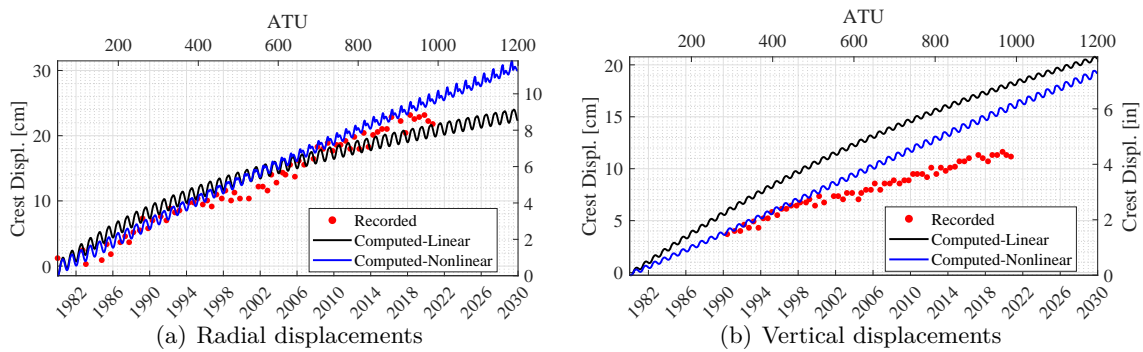 ATU
200 400 600 800 1000 1200
30
20
10
0
Crest Displ. [cm]
10
8
6
4
2
0
Recorded
Computed-Linear
Computed-Nonlinear
1982 1986 1990 1994 1998 2002 2006 2010 2014 2018 2022 2026 2030
(a) Radial displacements
ATU
200 400 600 800 1000 1200
20
15
10
5
0
Crest Displ. [cm]
6
4
2
0
Crest Displ. [in]
Recorded
Computed-Linear
Computed-Nonlinear
1982 1986 1990 1994 1998 2002 2006 2010 2014 2018 2022 2026 2030
(b) Vertical displacements